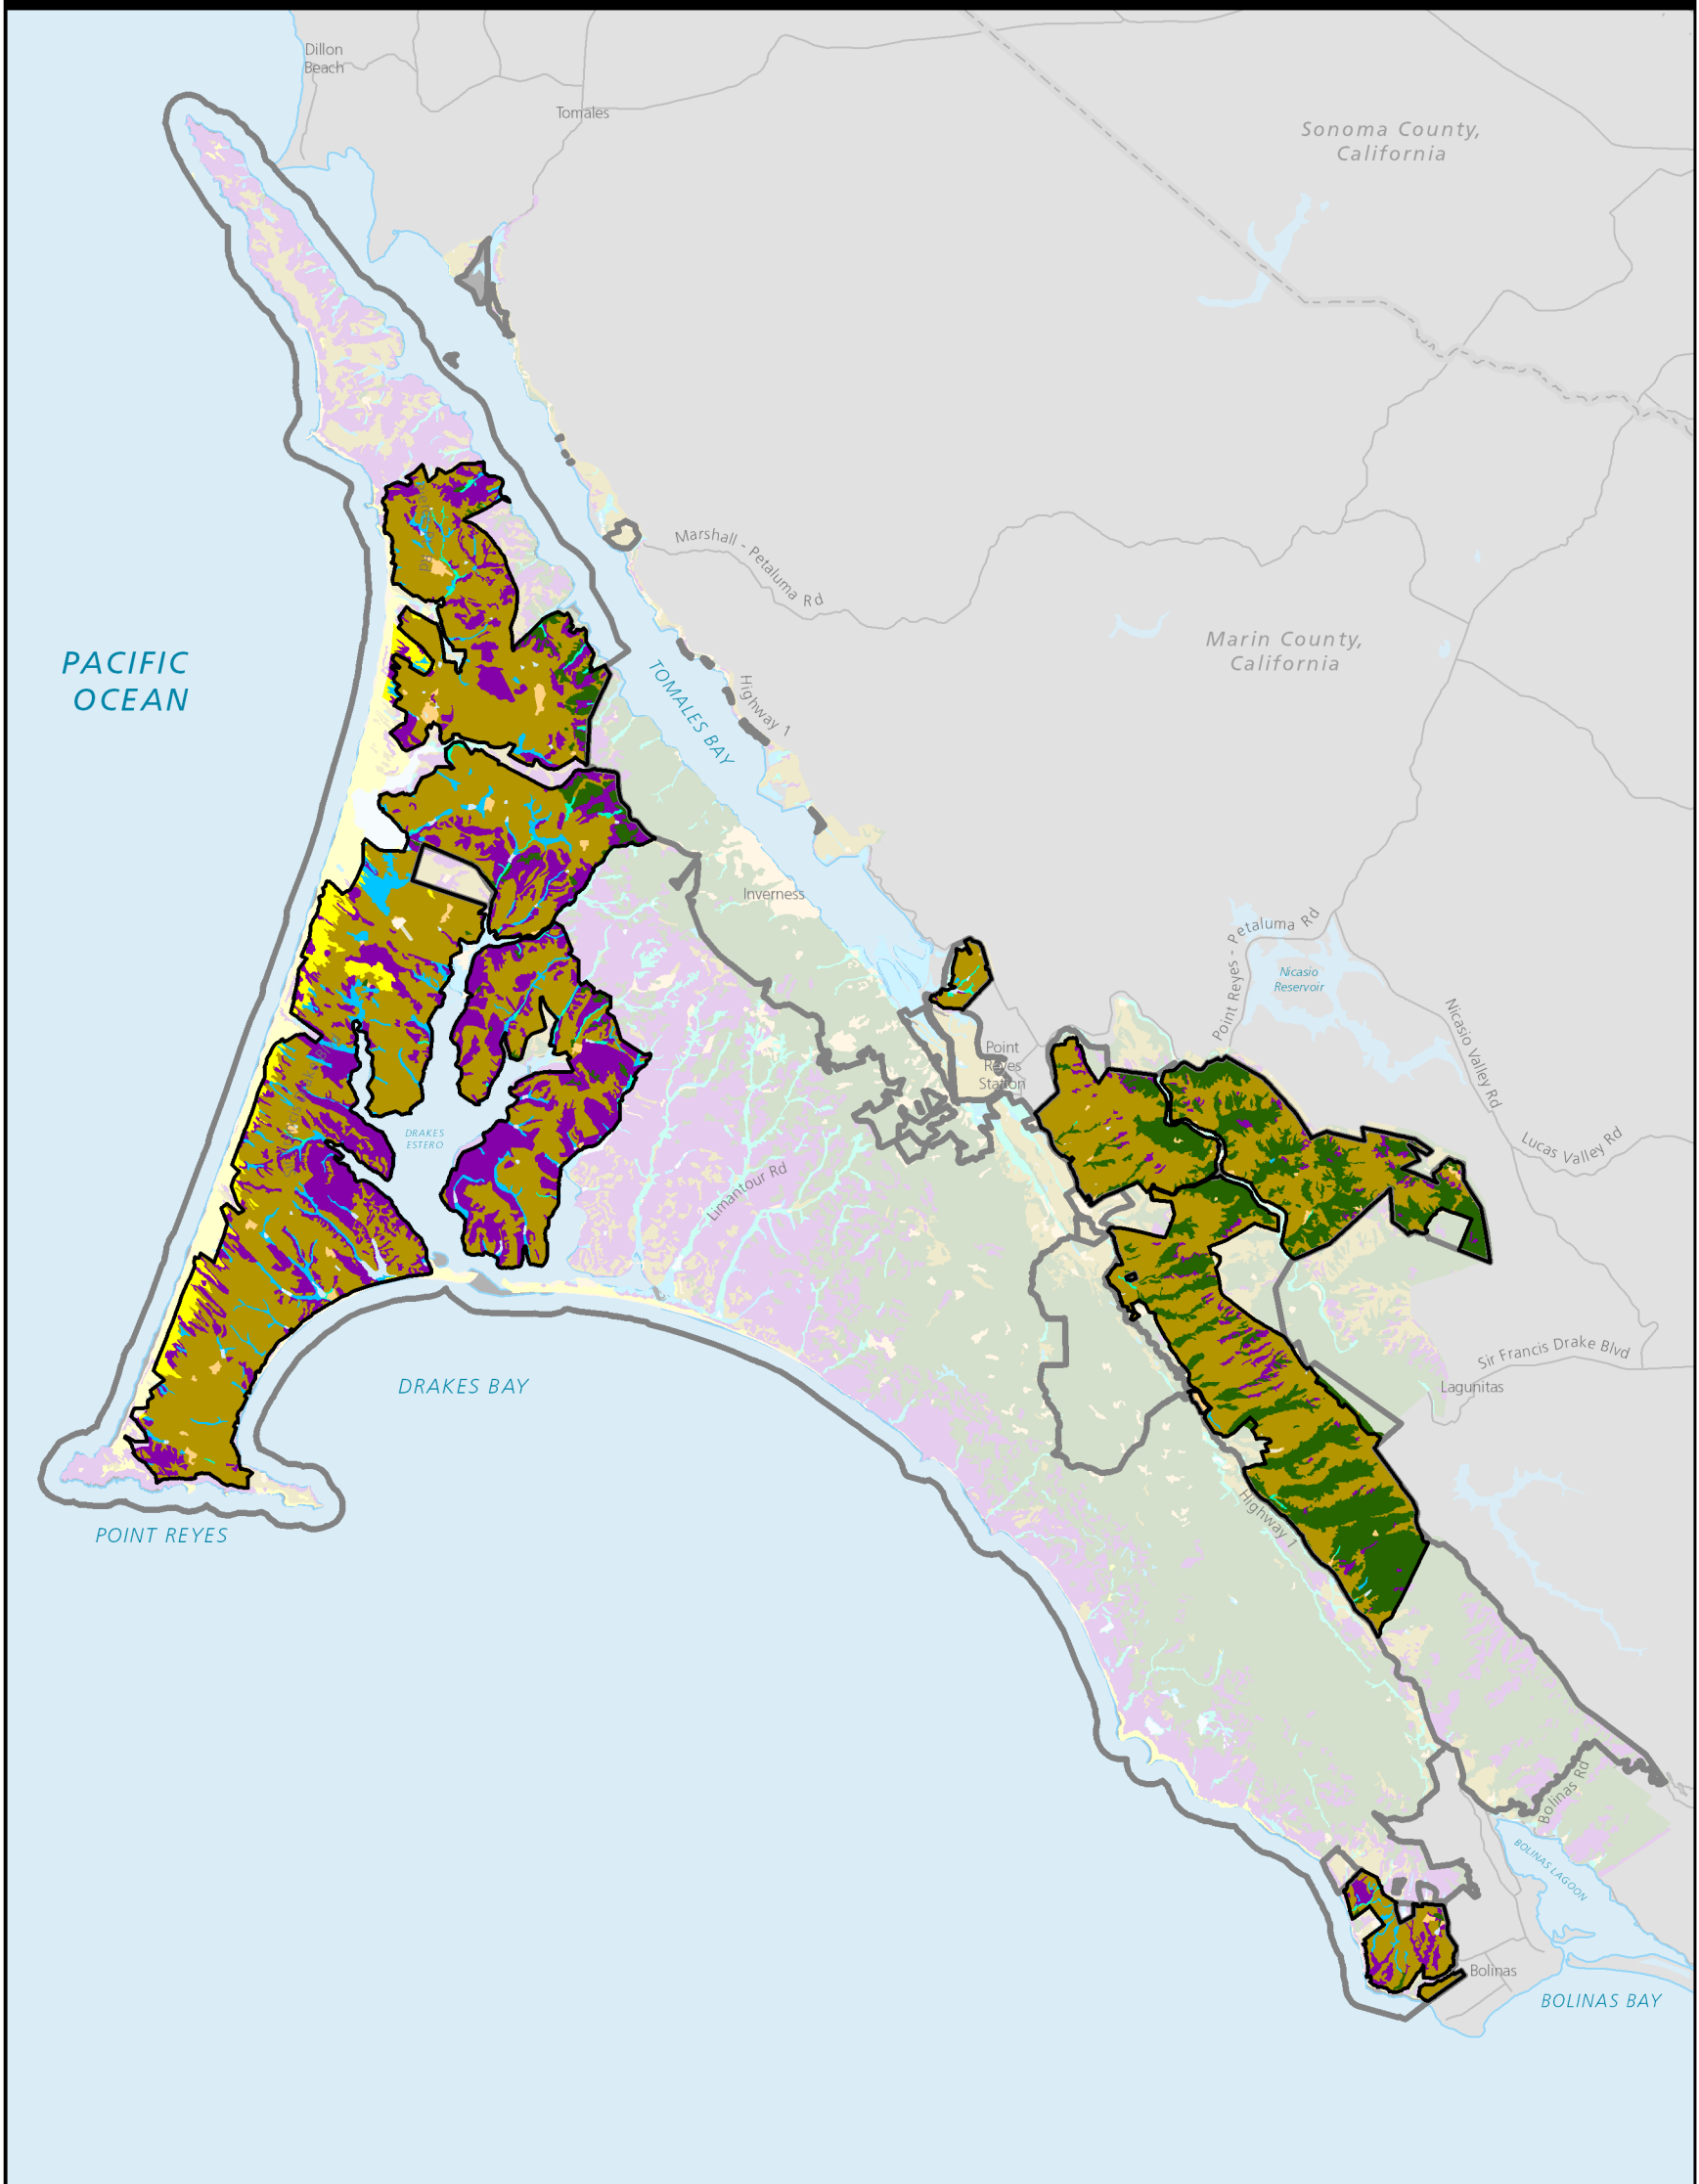 Dillon
Beach
Tomales
Sonoma County,
California
Marshall - Petaluma Rd
Marin County,
California
PACIFIC
OCEAN
TOMALES BAY
Highway 1
Inverness
Point Reyes - Petaluma Rd
Nicasio
Reservoir
Nicasio Valley Rd
Point
Reyes
Station
Lucas Valley Rd
DRAKES
ESTERO
Limantour Rd
Sir Francis Drake Blvd
Lagunitas
DRAKES BAY
Highway 1
POINT REYES
Bolinas Rd
BOLINAS LAGOON
Bolinas
BOLINAS BAY